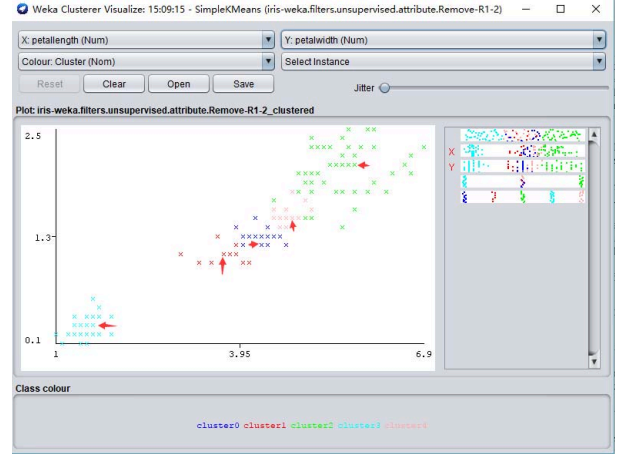 Weka Clusterer Visualize: 15:09:15 - SimpleKMeans (iris-weka.filters.unsupervised.attribute.Remove-R1-2)
X: petallength (Num) Y: petalwidth (Num)
Colour: Cluster (Nom) Select Instance
Reset Clear Open Save Jitter
Plot: iris-weka.filters.unsupervised.attribute.Remove-R1-2_clustered
2.5
X
Y
1.3
0.1
1 3.95 6.9
Class colour
cluster0 cluster1 cluster2 cluster3 cluster4